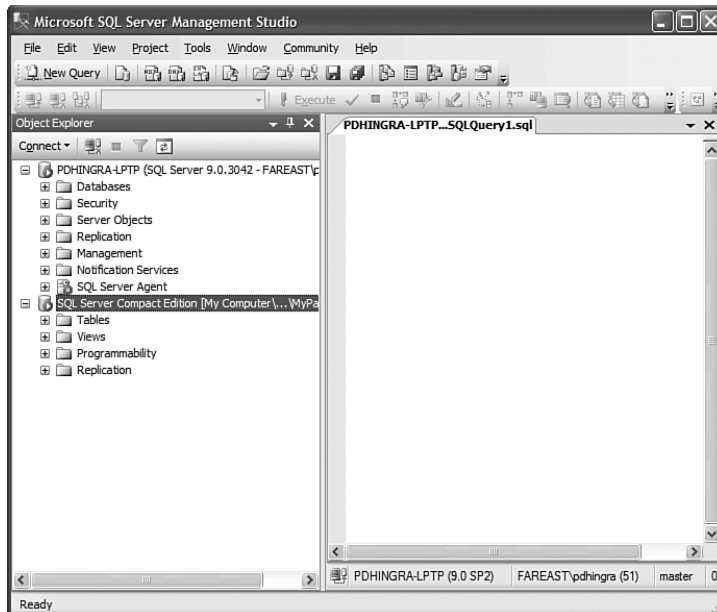 Microsoft SQL Server Management Studio
File Edit View Project Tools Window Community Help
New Query
Execute
Object Explorer
PDHINGRA-LPTP...SQLQuery1.sql
Connect
PDHINGRA-LPTP (SQL Server 9.0.3042 - FAREAST\p
Databases
Security
Server Objects
Replication
Management
Notification Services
SQL Server Agent
SQL Server Compact Edition [My Computer\...\MyPa
Tables
Views
Programmability
Replication
PDHINGRA-LPTP (9.0 SP2) FAREAST\pdhingra (51) master 0
Ready